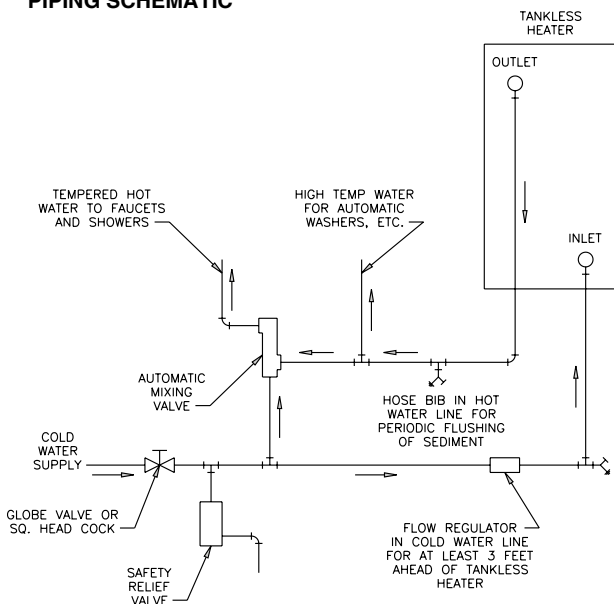 PIPING SCHEMATIC
TANKLESS
HEATER
OUTLET
TEMPERED HOT
WATER TO FAUCETS
AND SHOWERS
HIGH TEMP WATER
FOR AUTOMATIC
WASHERS, ETC.
INLET
AUTOMATIC
MIXING
VALVE
HOSE BIB IN HOT
WATER LINE FOR
PERIODIC FLUSHING
OF SEDIMENT
COLD
WATER
SUPPLY
GLOBE VALVE OR
SQ. HEAD COCK
FLOW REGULATOR
IN COLD WATER LINE
FOR AT LEAST 3 FEET
AHEAD OF TANKLESS
HEATER
SAFETY
RELIEF
VALVE